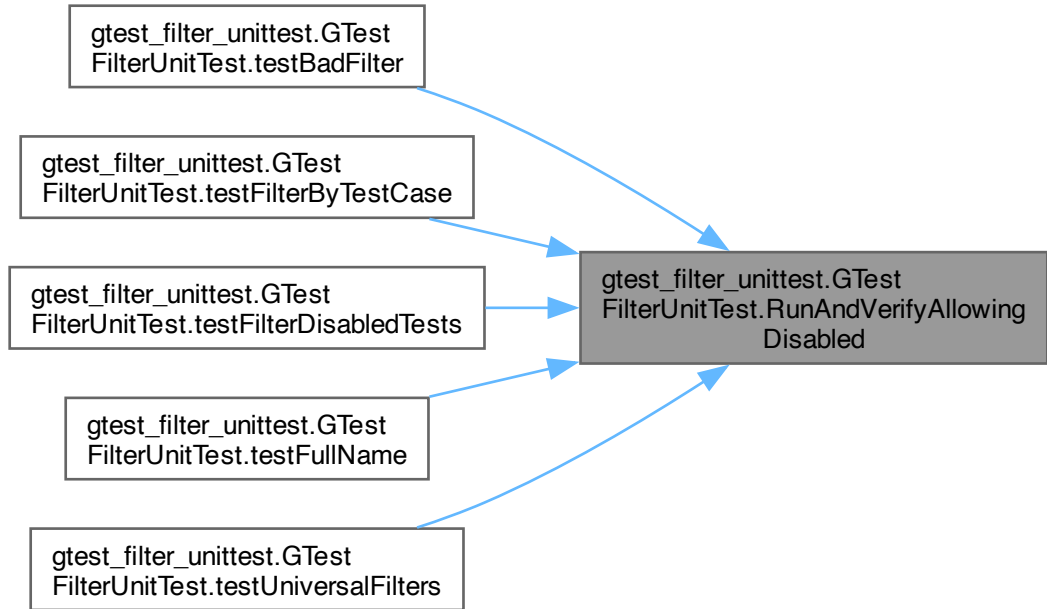 gtest_filter_unittest.GTest
FilterUnitTest.testBadFilter
gtest_filter_unittest.GTest
FilterUnitTest.testFilterByTestCase
gtest_filter_unittest.GTest
FilterUnitTest.testFilterDisabledTests
gtest_filter_unittest.GTest
FilterUnitTest.testFullName
gtest_filter_unittest.GTest
FilterUnitTest.testUniversalFilters
gtest_filter_unittest.GTest
FilterUnitTest.RunAndVerifyAllowing
Disabled